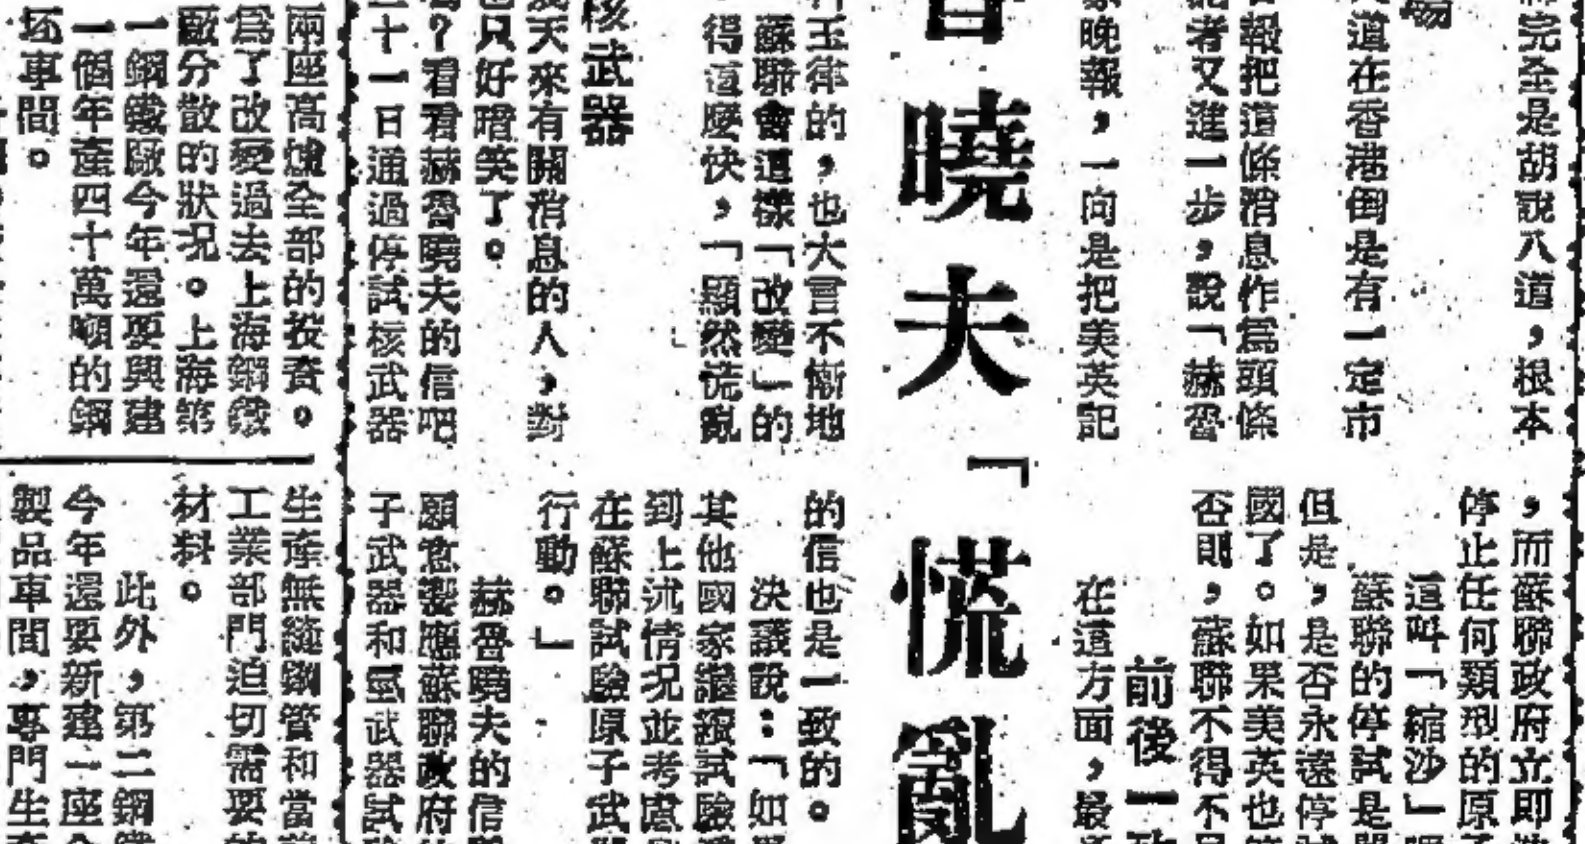 完全是胡說八道，根本
場
道在香港倒是有一定市
報把這條消息作爲頭條
者又進一步，說「赫魯
晚報，一向是把美英記
，而蘇聯政府立即
停止任何類型的原子
這叫「縮沙」
蘇聯的停試是
但是，是否永遠停
國了。如果美英也
否則，蘇聯不得不
前後一致
在這方面，最
曉夫「慌亂
玉律的，也大言不慚地
蘇聯會這樣「改變」的
得這麼快，「顯然慌亂
核武器
天來有關消息的人，對
只好暗笑了。
？看看赫魯曉夫的信吧
十一日通過停試核武器
的信也是一致的。
決議說：「如果
其他國家繼續試驗
到上述情況並考慮
在蘇聯試驗原子武
行動。」
赫魯曉夫的信
願意響應蘇聯政府
子武器和氫武器試
兩座高爐全部的投資。
爲了改變過去上海鋼鐵
廠分散的狀況。上海第
一鋼鐵廠今年還要興建
一個年產四十萬噸的鋼
坯車間。
生產無縫鋼管和當前
工業部門迫切需要的
材料。
此外，第二鋼鐵
今年還要新建一座
製品車間，專門生產